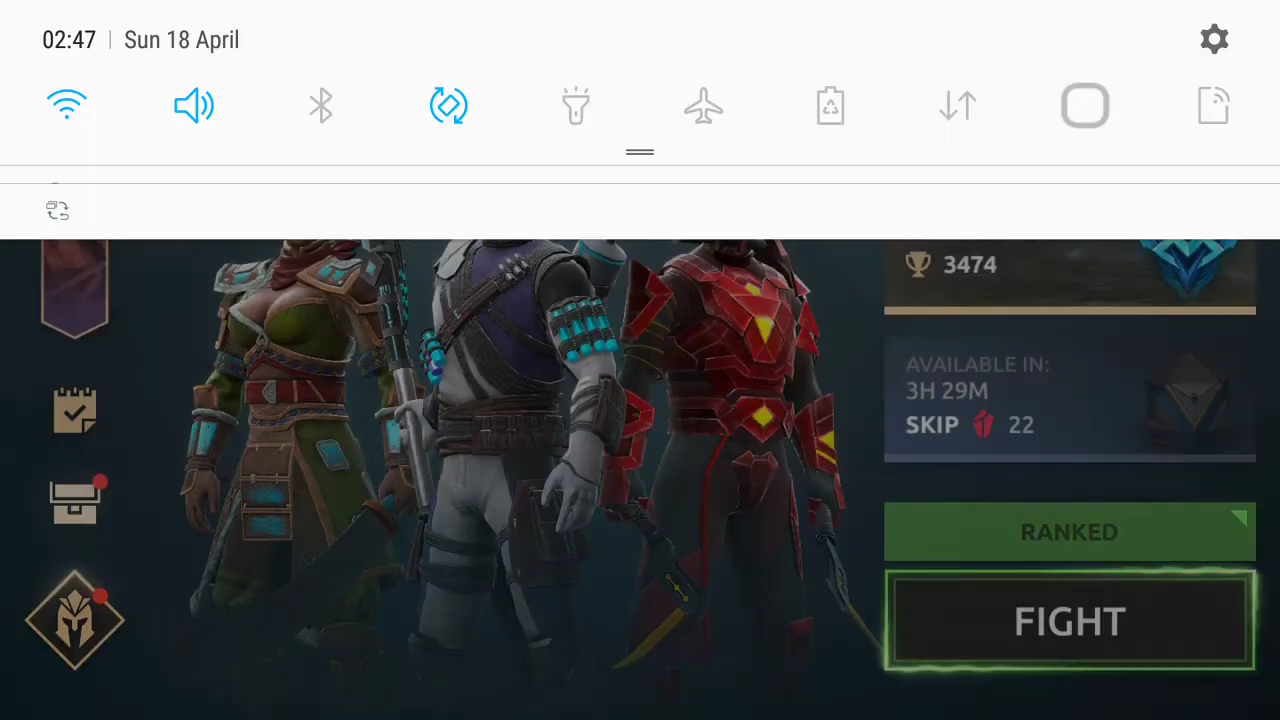 02:47 | Sun 18 April
3474
AVAILABLE IN:
3H 29M
SKIP 22
RANKED
FIGHT